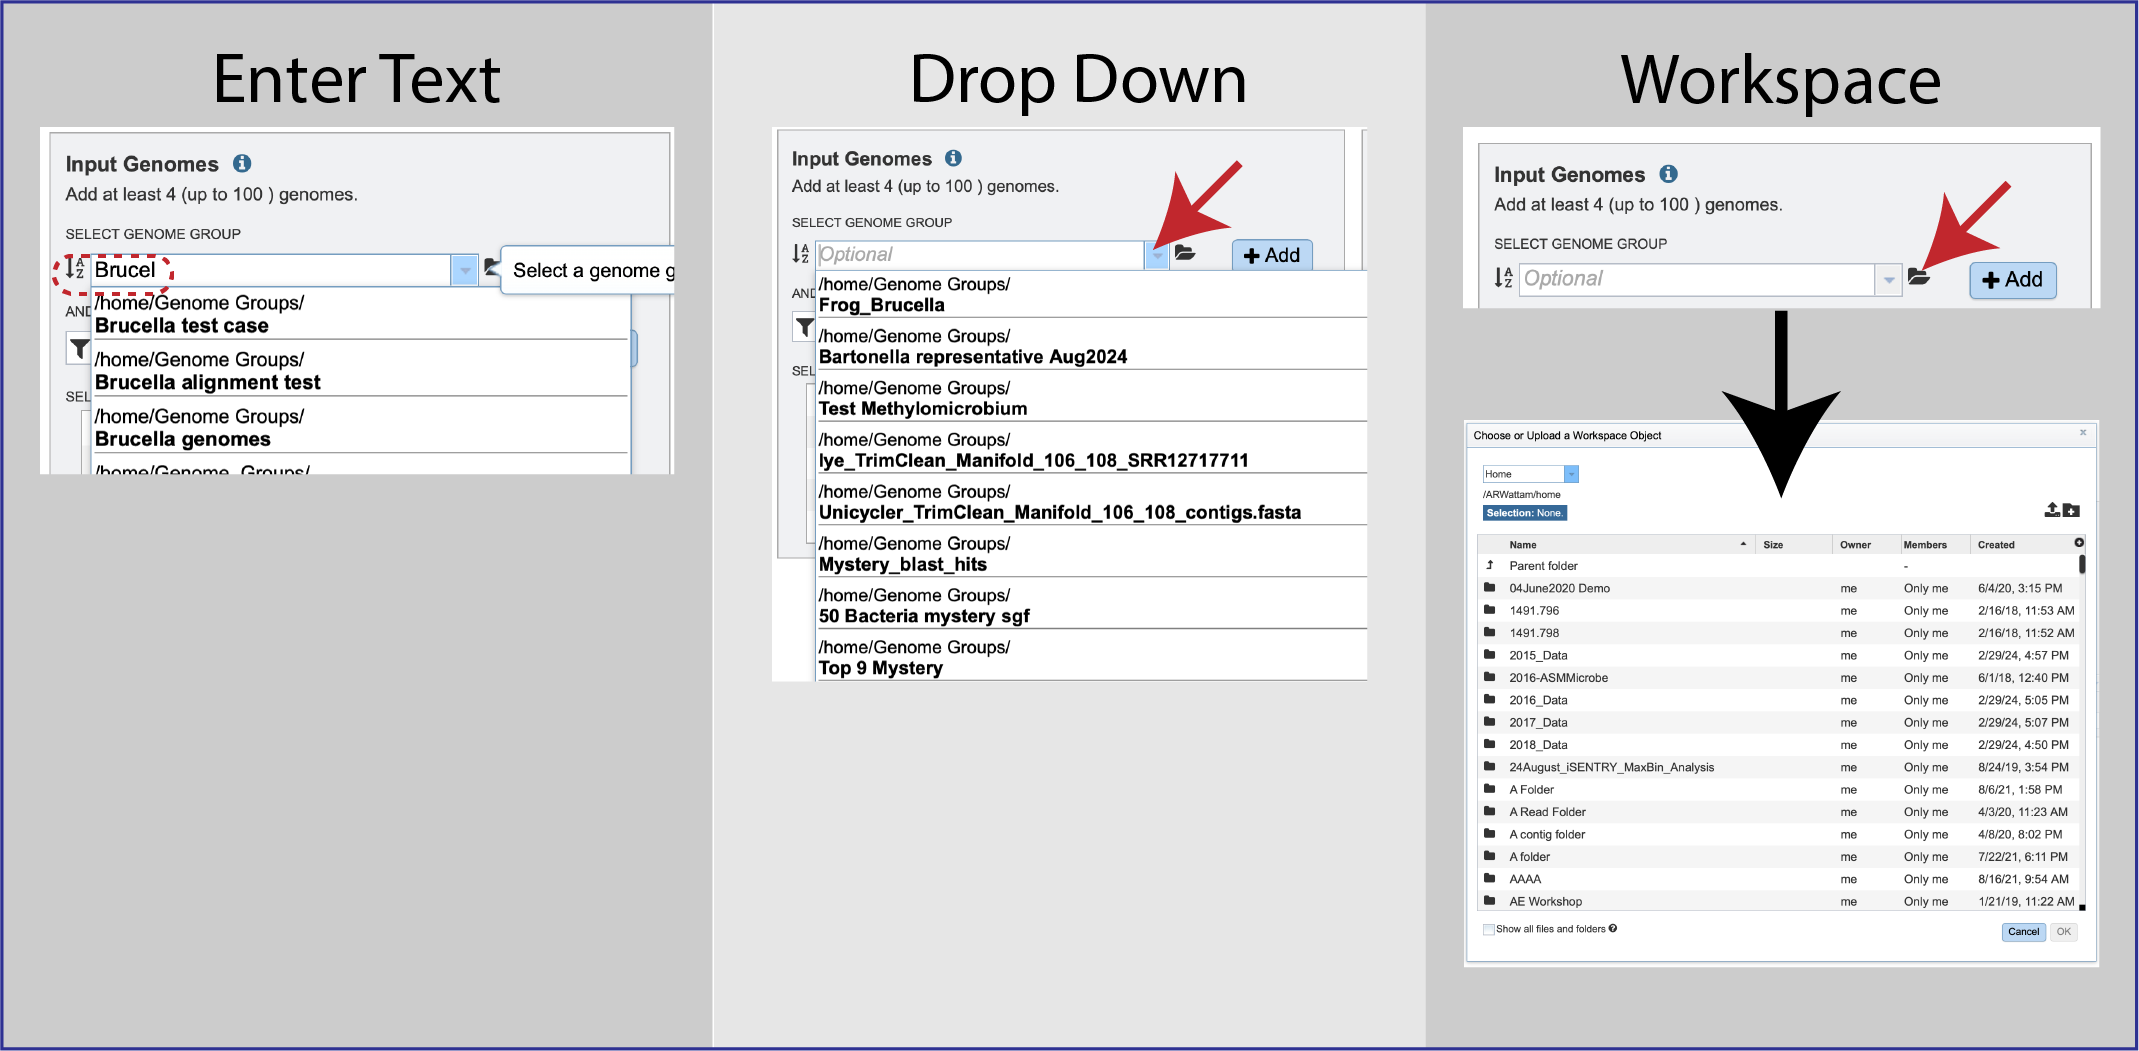 Enter Text
Input Genomes
Add at least 4 (up to 100 ) genomes.
SELECT GENOME GROUP
Brucel
Select a genome g
/home/Genome Groups/
Brucella test case
AND
/home/Genome Groups/
Brucella alignment test
SEL
/home/Genome Groups/
Brucella genomes
/home/Genome Groups/
Drop Down
Input Genomes
Add at least 4 (up to 100 ) genomes.
SELECT GENOME GROUP
Optional
Add
/home/Genome Groups/
AND
Frog_Brucella
/home/Genome Groups/
Bartonella representative Aug2024
SEL
/home/Genome Groups/
Test Methylomicrobium
/home/Genome Groups/
lye_TrimClean_Manifold_106_108_SRR12717711
/home/Genome Groups/
Unicycler_TrimClean_Manifold_106_108_contigs.fasta
/home/Genome Groups/
Mystery_blast_hits
/home/Genome Groups/
50 Bacteria mystery sgf
/home/Genome Groups/
Top 9 Mystery
Workspace
Input Genomes
Add at least 4 (up to 100 ) genomes.
SELECT GENOME GROUP
Optional
Add
Choose or Upload a Workspace Object
Home
/ARWattam/home
Selection: None.
Name Size Owner Members Created
Parent folder -
04June2020 Demo me Only me 6/4/20, 3:15 PM
1491.796 me Only me 2/16/18, 11:53 AM
1491.798 me Only me 2/16/18, 11:52 AM
2015_Data me Only me 2/29/24, 4:57 PM
2016-ASMMicrobe me Only me 6/1/18, 12:40 PM
2016_Data me Only me 2/29/24, 5:05 PM
2017_Data me Only me 2/29/24, 5:07 PM
2018_Data me Only me 2/29/24, 4:50 PM
24August_iSENTRY_MaxBin_Analysis me Only me 8/24/19, 3:54 PM
A Folder me Only me 8/6/21, 1:58 PM
A Read Folder me Only me 4/3/20, 11:23 AM
A contig folder me Only me 4/8/20, 8:02 PM
A folder me Only me 7/22/21, 6:11 PM
AAAA me Only me 8/16/21, 9:54 AM
AE Workshop me Only me 1/21/19, 11:22 AM
Show all files and folders
Cancel OK